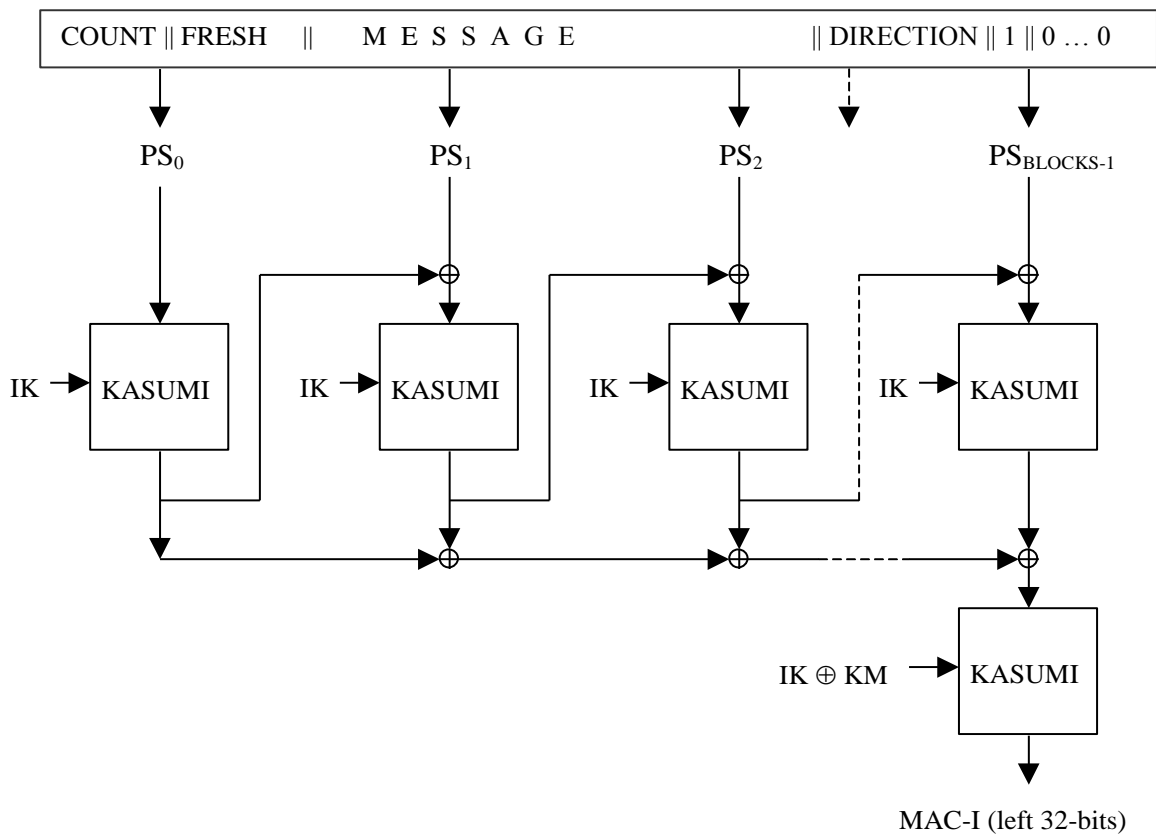 COUNT || FRESH || M E S S A G E || DIRECTION || 1 || 0 … 0
PS₀ PS₁ PS₂ PS_BLOCKS-1
IK KASUMI IK KASUMI IK KASUMI IK KASUMI
IK ⊕ KM KASUMI
MAC-I (left 32-bits)